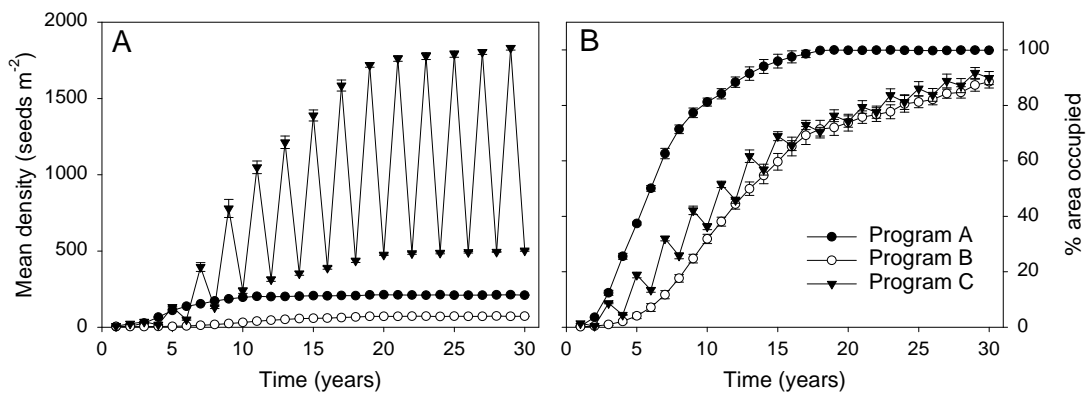 A
Mean density (seeds m-2)
2000
1500
1000
500
0
0 5 10 15 20 25 30
Time (years)
B
% area occupied
100
80
60
40
20
0
0 5 10 15 20 25 30
Time (years)
Program A
Program B
Program C